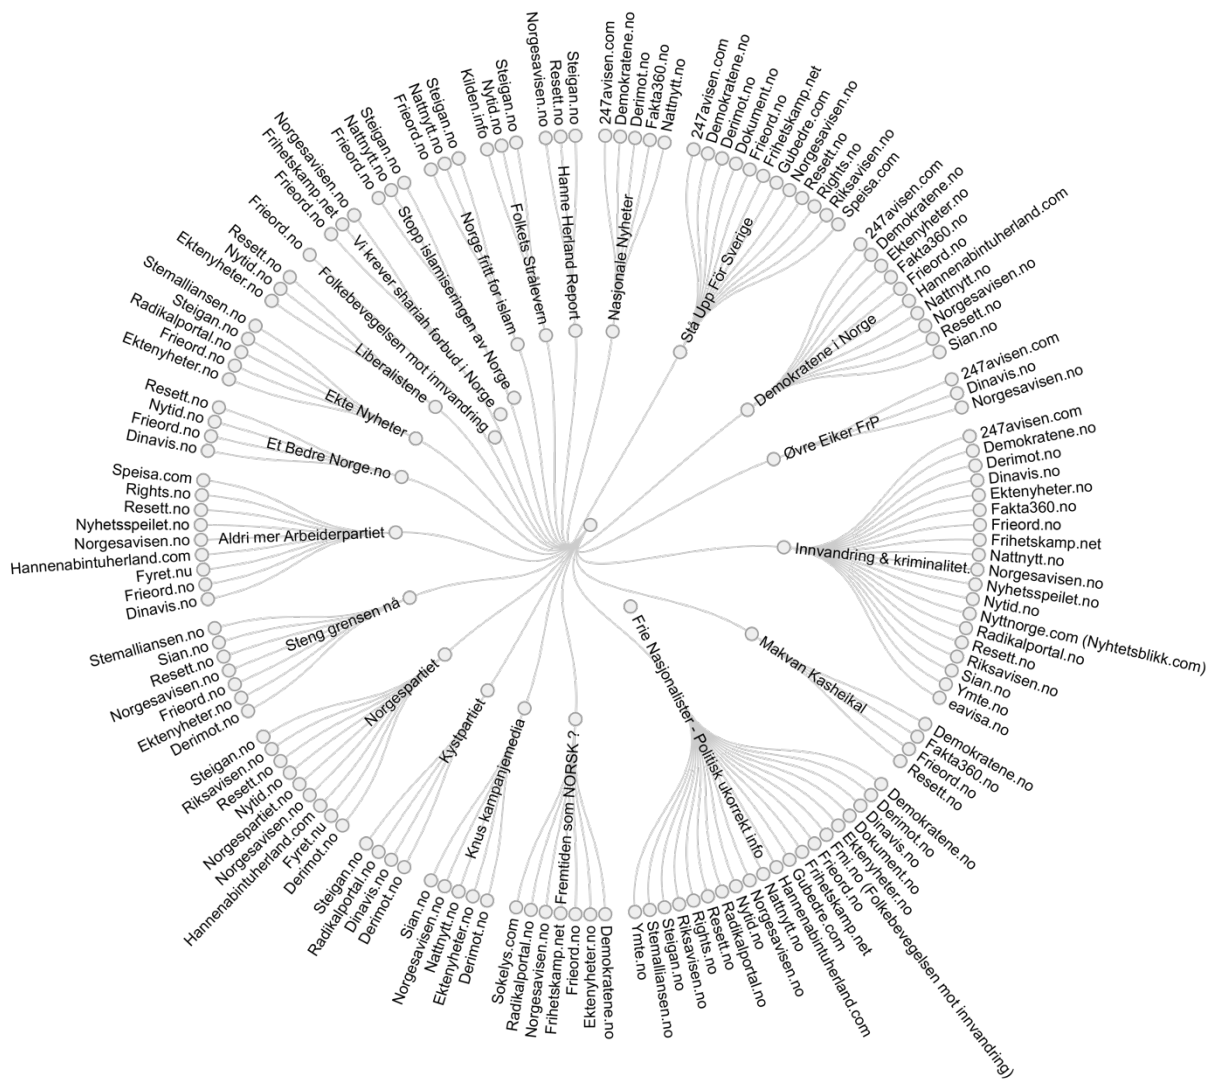 Nasjonale Nyheter
247avisen.com
Demokratene.no
Derimot.no
Fakta360.no
Nattnytt.no
Stå Upp För Sverige
247avisen.com
Demokratene.no
Derimot.no
Dokument.no
Frieord.no
Frihetskamp.net
Gubedre.com
Norgesavisen.no
Resett.no
Rights.no
Riksavisen.no
Speisa.com
Demokratene i Norge
247avisen.com
Demokratene.no
Ektenyheter.no
Fakta360.no
Frieord.no
Hannenabintuherland.com
Nattnytt.no
Norgesavisen.no
Resett.no
Sian.no
Øvre Eiker FrP
247avisen.com
Dinavis.no
Norgesavisen.no
Innvandring & kriminalitet.
247avisen.com
Demokratene.no
Derimot.no
Dinavis.no
Ektenyheter.no
Fakta360.no
Frieord.no
Frihetskamp.net
Nattnytt.no
Norgesavisen.no
Nyhetsspeilet.no
Nytid.no
Nyttnorge.com (Nyhtetsblikk.com)
Radikalportal.no
Resett.no
Riksavisen.no
Sian.no
Ymte.no
eavisa.no
Makvan Kasheikal
Demokratene.no
Fakta360.no
Frieord.no
Resett.no
Frie Nasjonalister - Politisk ukorrekt info
Demokratene.no
Derimot.no
Dinavis.no
Dokument.no
Ektenyheter.no
Fmi.no (Folkebevegelsen mot innvandring)
Frieord.no
Frihetskamp.net
Gubedre.com
Hannenabintuherland.com
Nattnytt.no
Norgesavisen.no
Nytid.no
Radikalportal.no
Resett.no
Rights.no
Riksavisen.no
Steigan.no
Stemalliansen.no
Ymte.no
Fremtiden som NORSK ?
Demokratene.no
Ektenyheter.no
Frieord.no
Frihetskamp.net
Norgesavisen.no
Radikalportal.no
Sokelys.com
Knus kampanjemedia
Derimot.no
Ektenyheter.no
Nattnytt.no
Norgesavisen.no
Sian.no
Kystpartiet
Derimot.no
Dinavis.no
Radikalportal.no
Steigan.no
Norgespartiet
Derimot.no
Fyret.nu
Hannenabintuherland.com
Norgesavisen.no
Norgespartiet.no
Nytid.no
Resett.no
Riksavisen.no
Steigan.no
Steng grensen nå
Derimot.no
Ektenyheter.no
Frieord.no
Norgesavisen.no
Resett.no
Sian.no
Stemalliansen.no
Aldri mer Arbeiderpartiet
Dinavis.no
Frieord.no
Fyret.nu
Hannenabintuherland.com
Norgesavisen.no
Nyhetsspeilet.no
Resett.no
Rights.no
Speisa.com
Et Bedre Norge.no
Dinavis.no
Frieord.no
Nytid.no
Resett.no
Ekte Nyheter
Ektenyheter.no
Frieord.no
Radikalportal.no
Steigan.no
Stemalliansen.no
Liberalistene
Ektenyheter.no
Nytid.no
Resett.no
Folkebevegelsen mot innvandring
Frieord.no
Vi krever shariah forbud i Norge
Frieord.no
Frihetskamp.net
Norgesavisen.no
Stopp islamiseringen av Norge
Frieord.no
Nattnytt.no
Steigan.no
Norge fritt for islam
Frieord.no
Nattnytt.no
Steigan.no
Folkets Strålevern
Kilden.info
Nytid.no
Steigan.no
Hanne Herland Report
Norgesavisen.no
Resett.no
Steigan.no